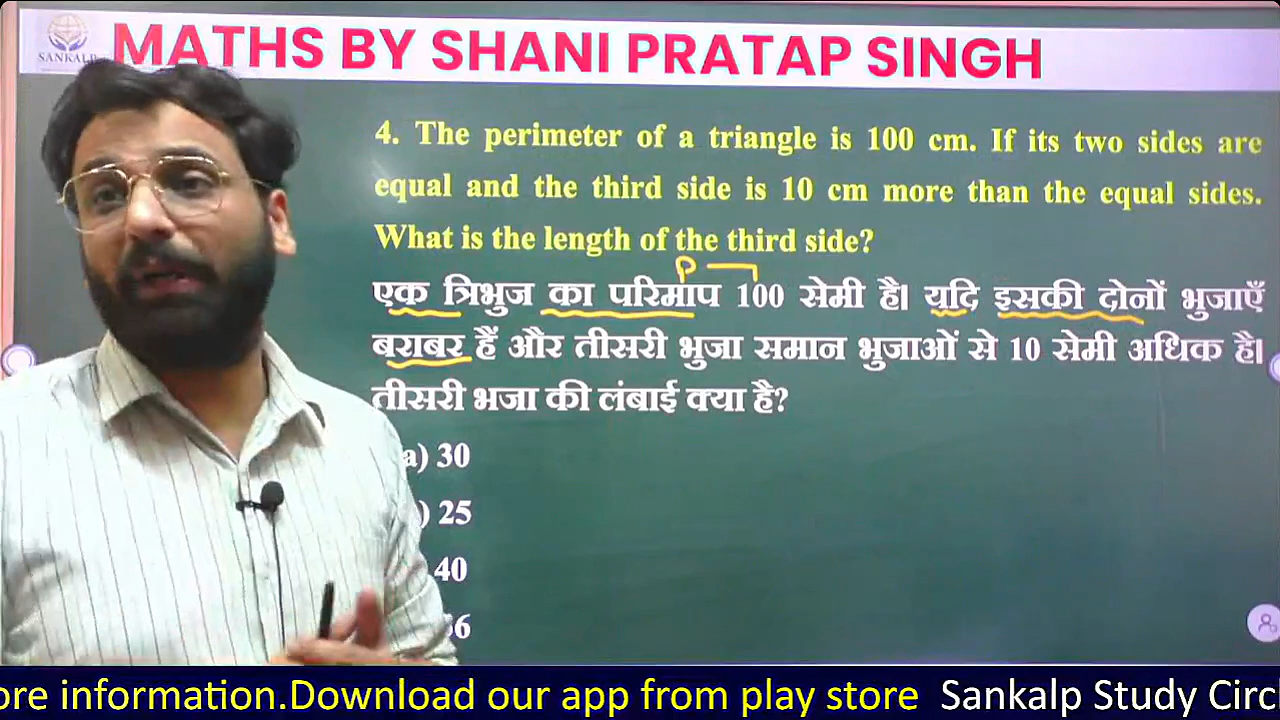 SANKALP
MATHS BY SHANI PRATAP SINGH
4. The perimeter of a triangle is 100 cm. If its two sides are
equal and the third side is 10 cm more than the equal sides.
What is the length of the third side?
P
एक त्रिभुज का परिमाप 100 सेमी है। यदि इसकी दोनों भुजाएँ
बराबर हैं और तीसरी भुजा समान भुजाओं से 10 सेमी अधिक है।
तीसरी भजा की लंबाई क्या है?
a) 30
) 25
40
66
ore information.Download our app from play store Sankalp Study Circl